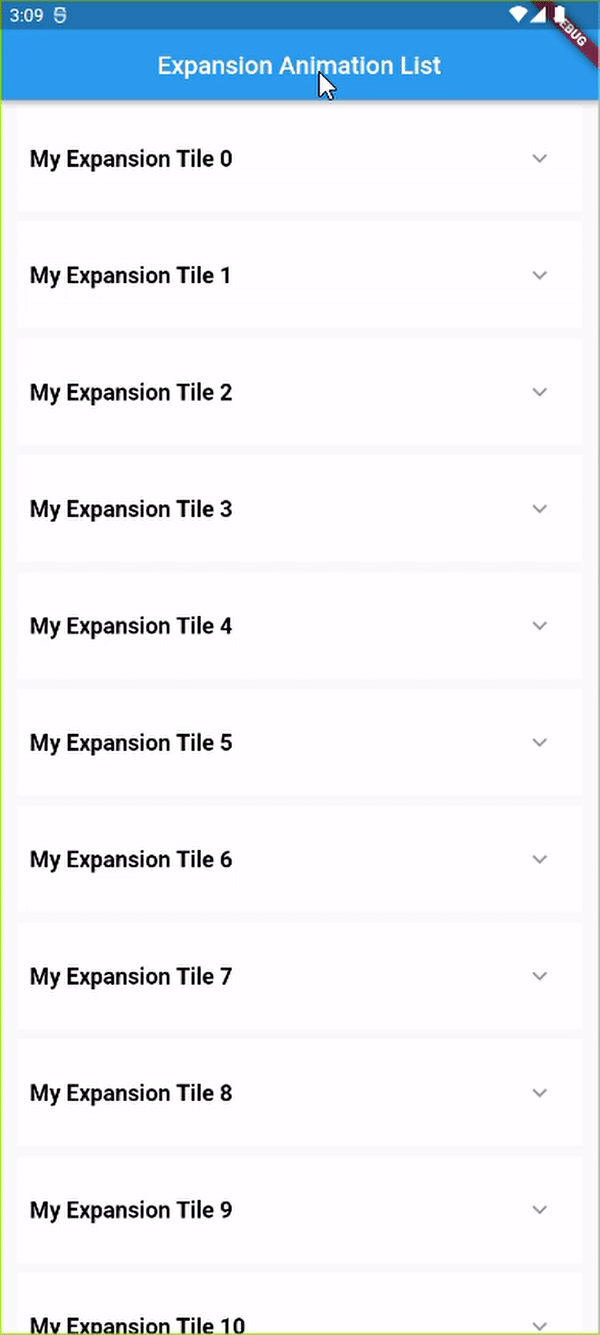 3:09
DEBUG
Expansion Animation List
My Expansion Tile 0
My Expansion Tile 1
My Expansion Tile 2
My Expansion Tile 3
My Expansion Tile 4
My Expansion Tile 5
My Expansion Tile 6
My Expansion Tile 7
My Expansion Tile 8
My Expansion Tile 9
My Expansion Tile 10